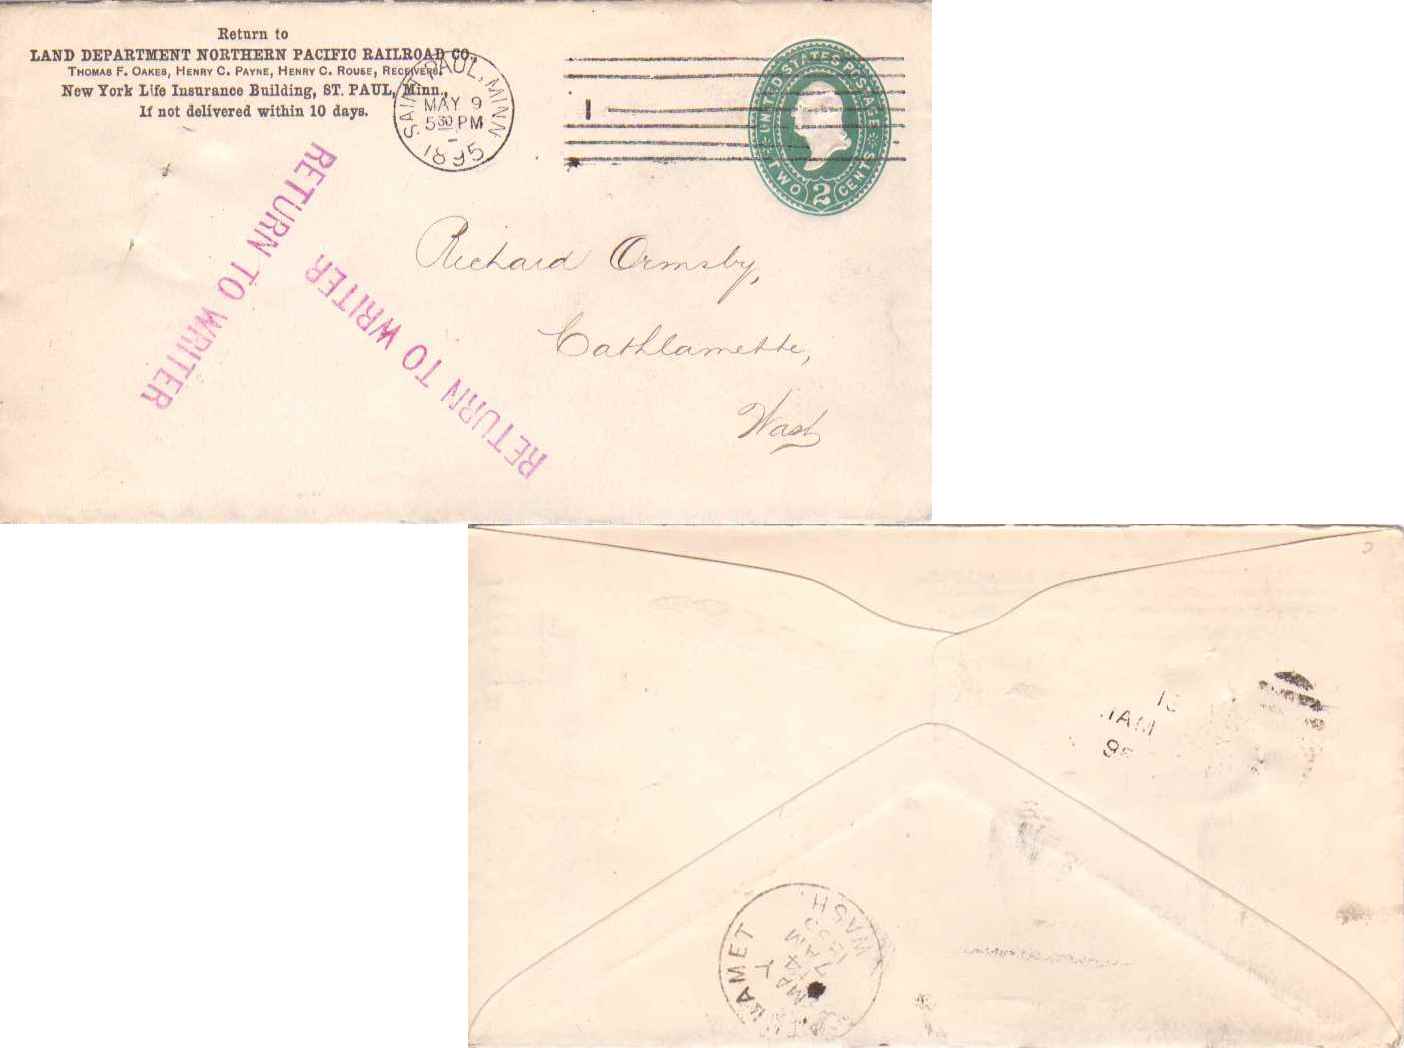 Return to
LAND DEPARTMENT NORTHERN PACIFIC RAILROAD CO.,
THOMAS F. OAKES, HENRY C. PAYNE, HENRY C. ROUSE, RECEIVERS.
New York Life Insurance Building, ST. PAUL, Minn.,
If not delivered within 10 days.
SAINT PAUL, MINN.
MAY 9
5 30 PM
1895
1
UNITED STATES POSTAGE
TWO 2 CENTS
RETURN TO WRITER
RETURN TO WRITER
Richard Ormsby,
Cathlamette,
Wash
AM
WASH.
MAY
14
7 AM